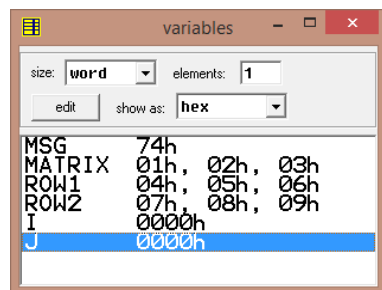 variables
size: word elements: 1
edit show as: hex
MSG 74h
MATRIX 01h, 02h, 03h
ROW1 04h, 05h, 06h
ROW2 07h, 08h, 09h
I 0000h
J 0000h